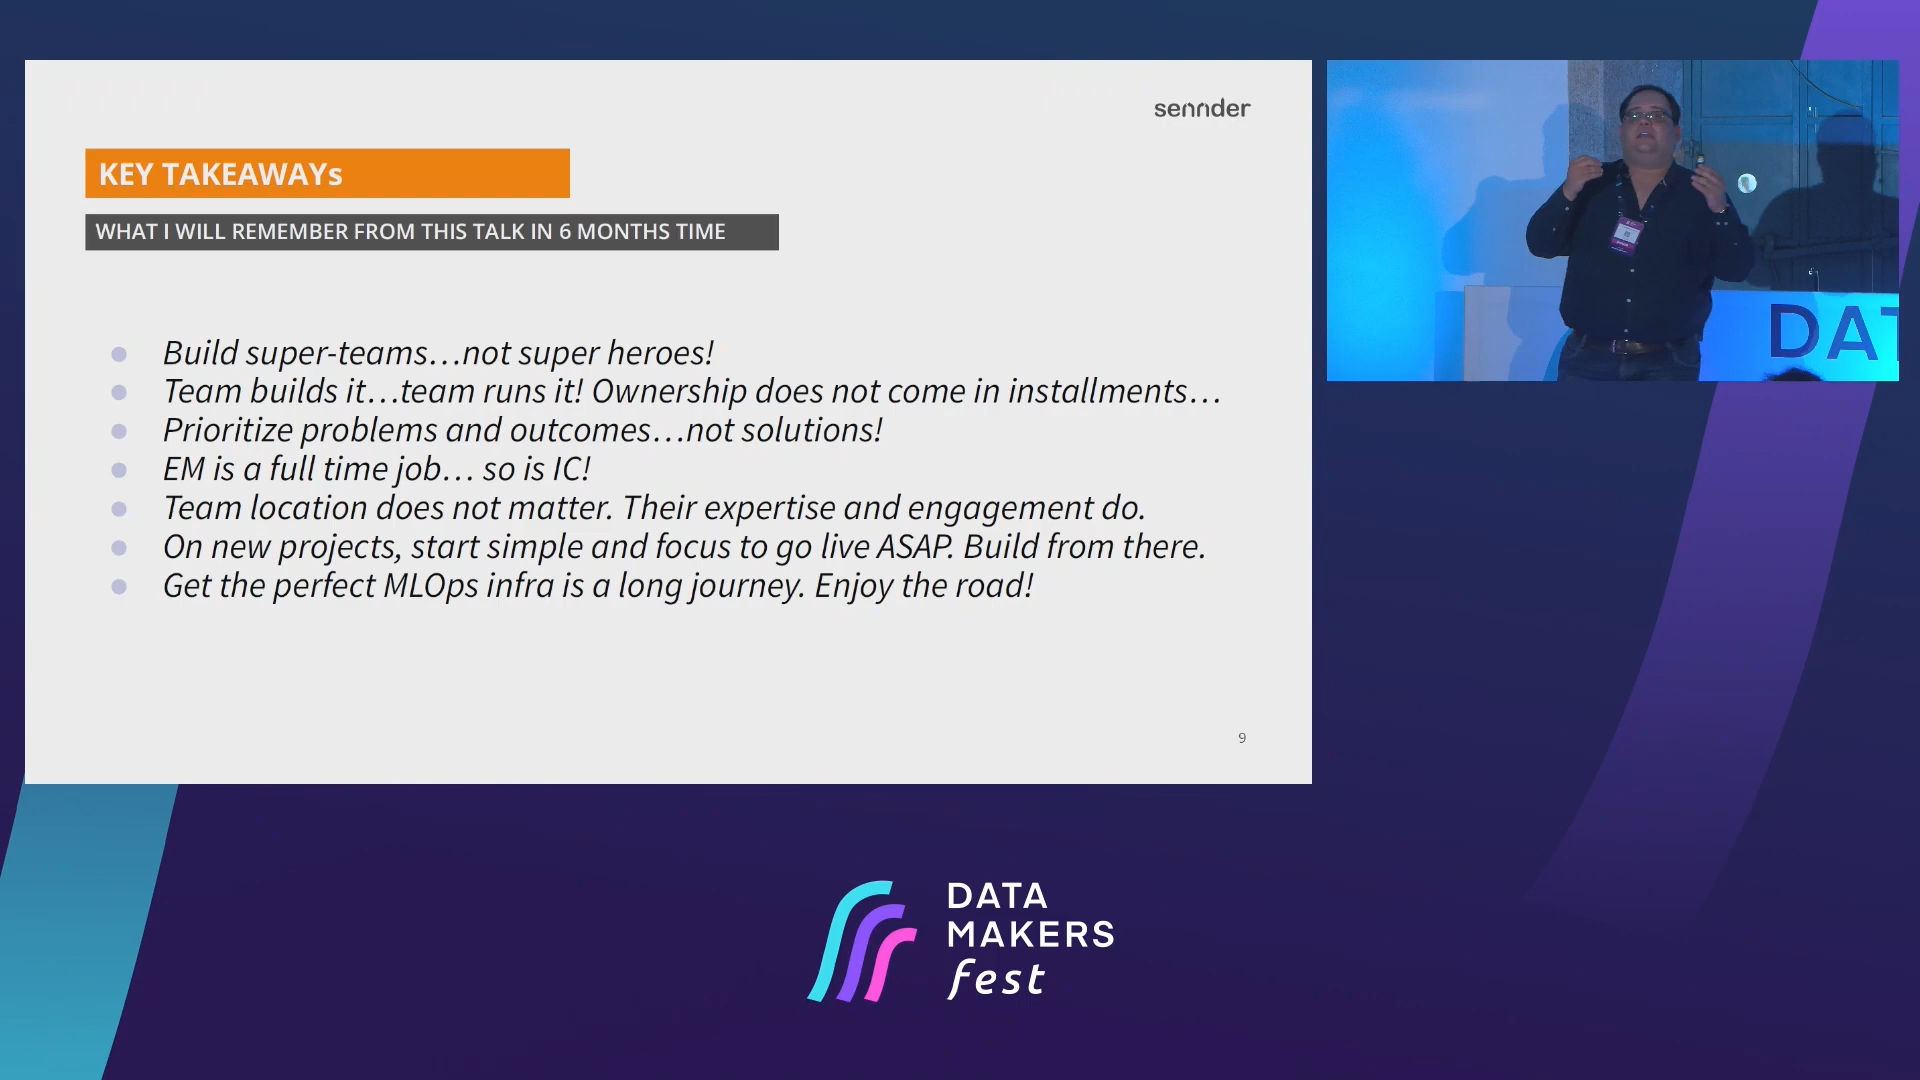 sennder
KEY TAKEAWAYs
WHAT I WILL REMEMBER FROM THIS TALK IN 6 MONTHS TIME
Build super-teams…not super heroes!
Team builds it…team runs it! Ownership does not come in installments…
Prioritize problems and outcomes…not solutions!
EM is a full time job… so is IC!
Team location does not matter. Their expertise and engagement do.
On new projects, start simple and focus to go live ASAP. Build from there.
Get the perfect MLOps infra is a long journey. Enjoy the road!
9
DAT
DATA
MAKERS
fest